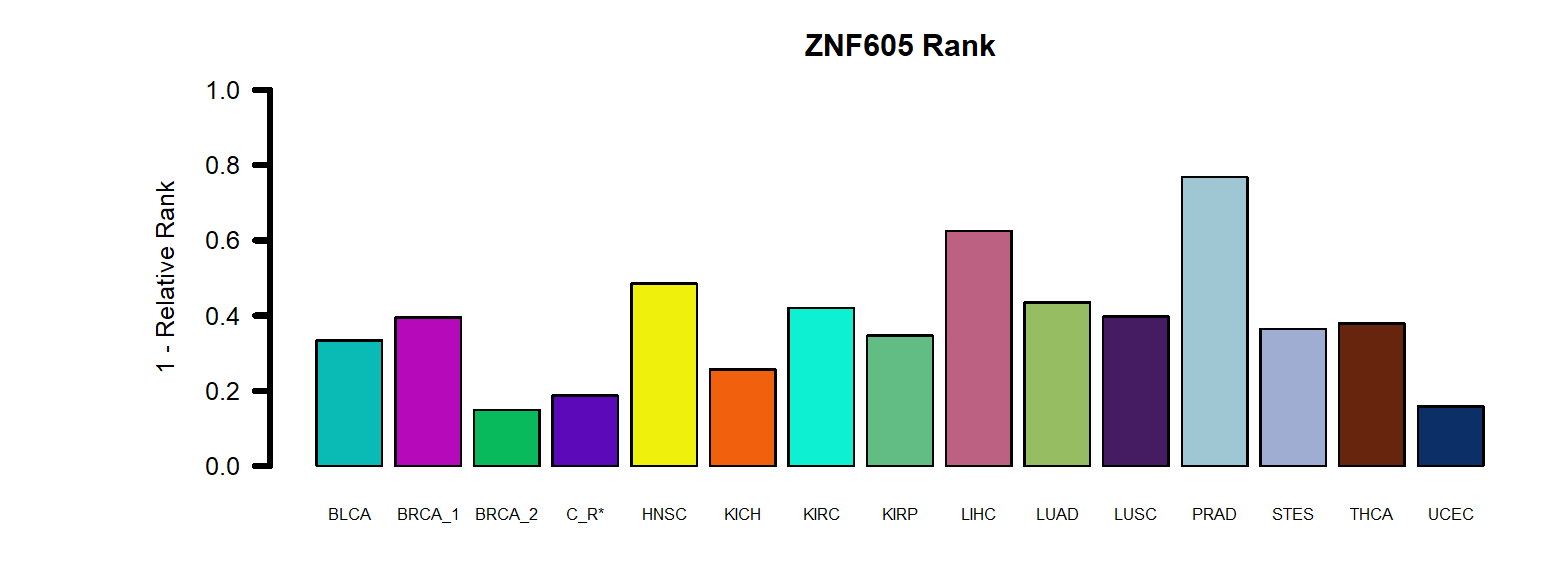 ZNF605 Rank
1 - Relative Rank
1.0
0.8
0.6
0.4
0.2
0.0
BLCA BRCA_1 BRCA_2 C_R* HNSC KICH KIRC KIRP LIHC LUAD LUSC PRAD STES THCA UCEC